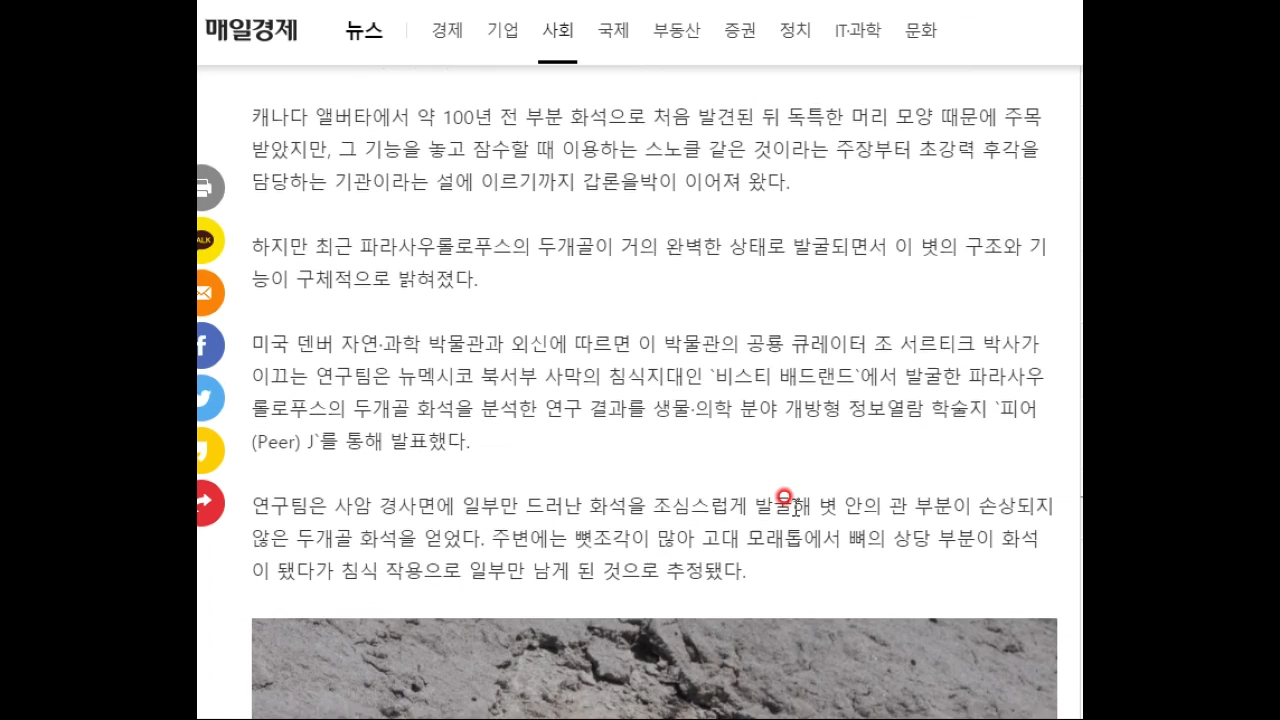 매일경제 뉴스 경제 기업 사회 국제 부동산 증권 정치 IT·과학 문화
캐나다 앨버타에서 약 100년 전 부분 화석으로 처음 발견된 뒤 독특한 머리 모양 때문에 주목
받았지만, 그 기능을 놓고 잠수할 때 이용하는 스노클 같은 것이라는 주장부터 초강력 후각을
담당하는 기관이라는 설에 이르기까지 갑론을박이 이어져 왔다.
하지만 최근 파라사우롤로푸스의 두개골이 거의 완벽한 상태로 발굴되면서 이 볏의 구조와 기
능이 구체적으로 밝혀졌다.
미국 덴버 자연·과학 박물관과 외신에 따르면 이 박물관의 공룡 큐레이터 조 서르티크 박사가
이끄는 연구팀은 뉴멕시코 북서부 사막의 침식지대인 `비스티 배드랜드`에서 발굴한 파라사우
롤로푸스의 두개골 화석을 분석한 연구 결과를 생물·의학 분야 개방형 정보열람 학술지 `피어
(Peer) J`를 통해 발표했다.
연구팀은 사암 경사면에 일부만 드러난 화석을 조심스럽게 발굴해 볏 안의 관 부분이 손상되지
않은 두개골 화석을 얻었다. 주변에는 뼛조각이 많아 고대 모래톱에서 뼈의 상당 부분이 화석
이 됐다가 침식 작용으로 일부만 남게 된 것으로 추정됐다.
ALK
f